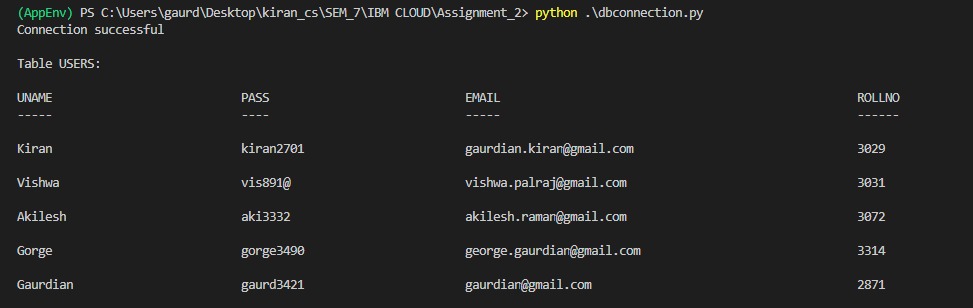 (AppEnv) PS C:\Users\gaurd\Desktop\kiran_cs\SEM_7\IBM CLOUD\Assignment_2> python .\dbconnection.py
Connection successful
Table USERS:
UNAME PASS EMAIL ROLLNO
----- ---- ----- ------
Kiran kiran2701 gaurdian.kiran@gmail.com 3029
Vishwa vis891@ vishwa.palraj@gmail.com 3031
Akilesh aki3332 akilesh.raman@gmail.com 3072
Gorge gorge3490 george.gaurdian@gmail.com 3314
Gaurdian gaurd3421 gaurdian@gmail.com 2871